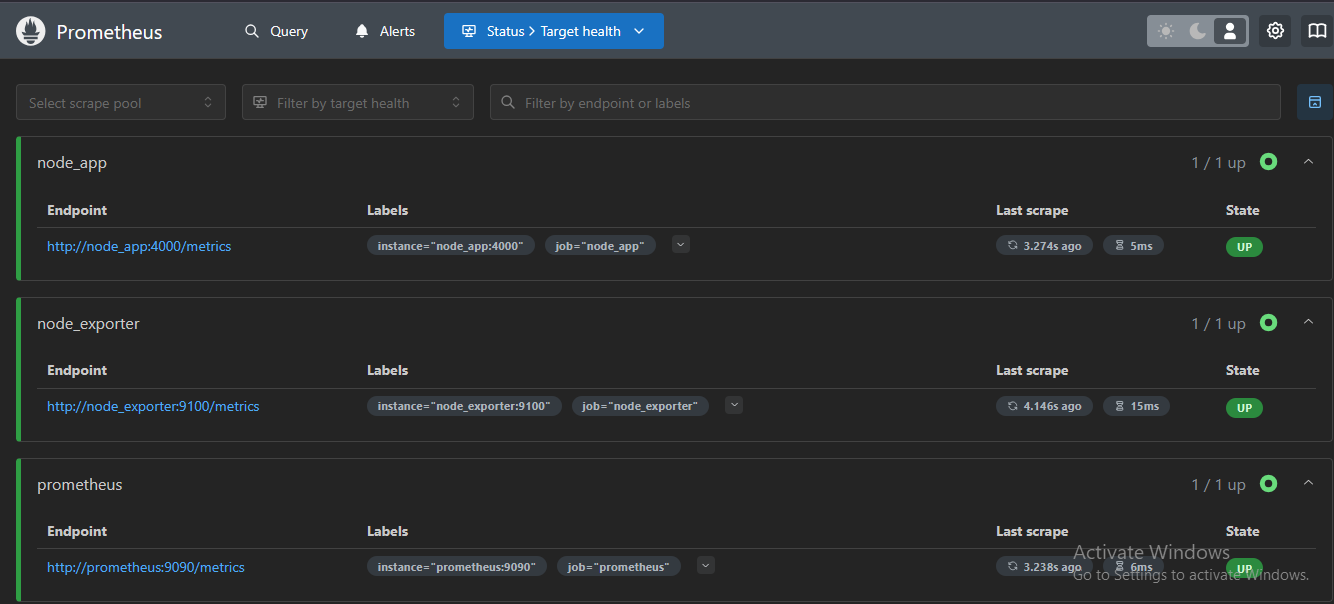 Prometheus Query Alerts Status > Target health
Select scrape pool Filter by target health Filter by endpoint or labels
node_app 1 / 1 up
Endpoint Labels Last scrape State
http://node_app:4000/metrics instance="node_app:4000" job="node_app" 3.274s ago 5ms UP
node_exporter 1 / 1 up
Endpoint Labels Last scrape State
http://node_exporter:9100/metrics instance="node_exporter:9100" job="node_exporter" 4.146s ago 15ms UP
prometheus 1 / 1 up
Endpoint Labels Last scrape State
http://prometheus:9090/metrics instance="prometheus:9090" job="prometheus" 3.238s ago 6ms UP
Activate Windows
Go to Settings to activate Windows.